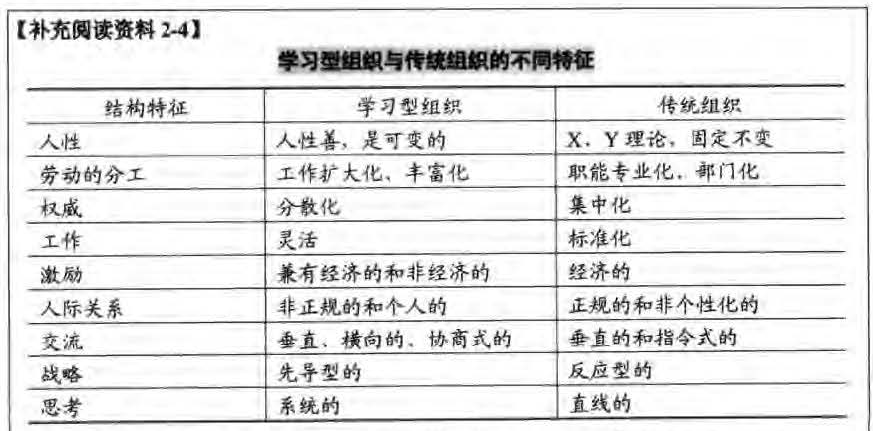 【补充阅读资料 2-4】
学习型组织与传统组织的不同特征
结构特征 学习型组织 传统组织
人性 人性善，是可变的 X、Y 理论，固定不变
劳动的分工 工作扩大化、丰富化 职能专业化、部门化
权威 分散化 集中化
工作 灵活 标准化
激励 兼有经济的和非经济的 经济的
人际关系 非正规的和个人的 正规的和非个性化的
交流 垂直、横向的、协商式的 垂直的和指令式的
战略 先导型的 反应型的
思考 系统的 直线的